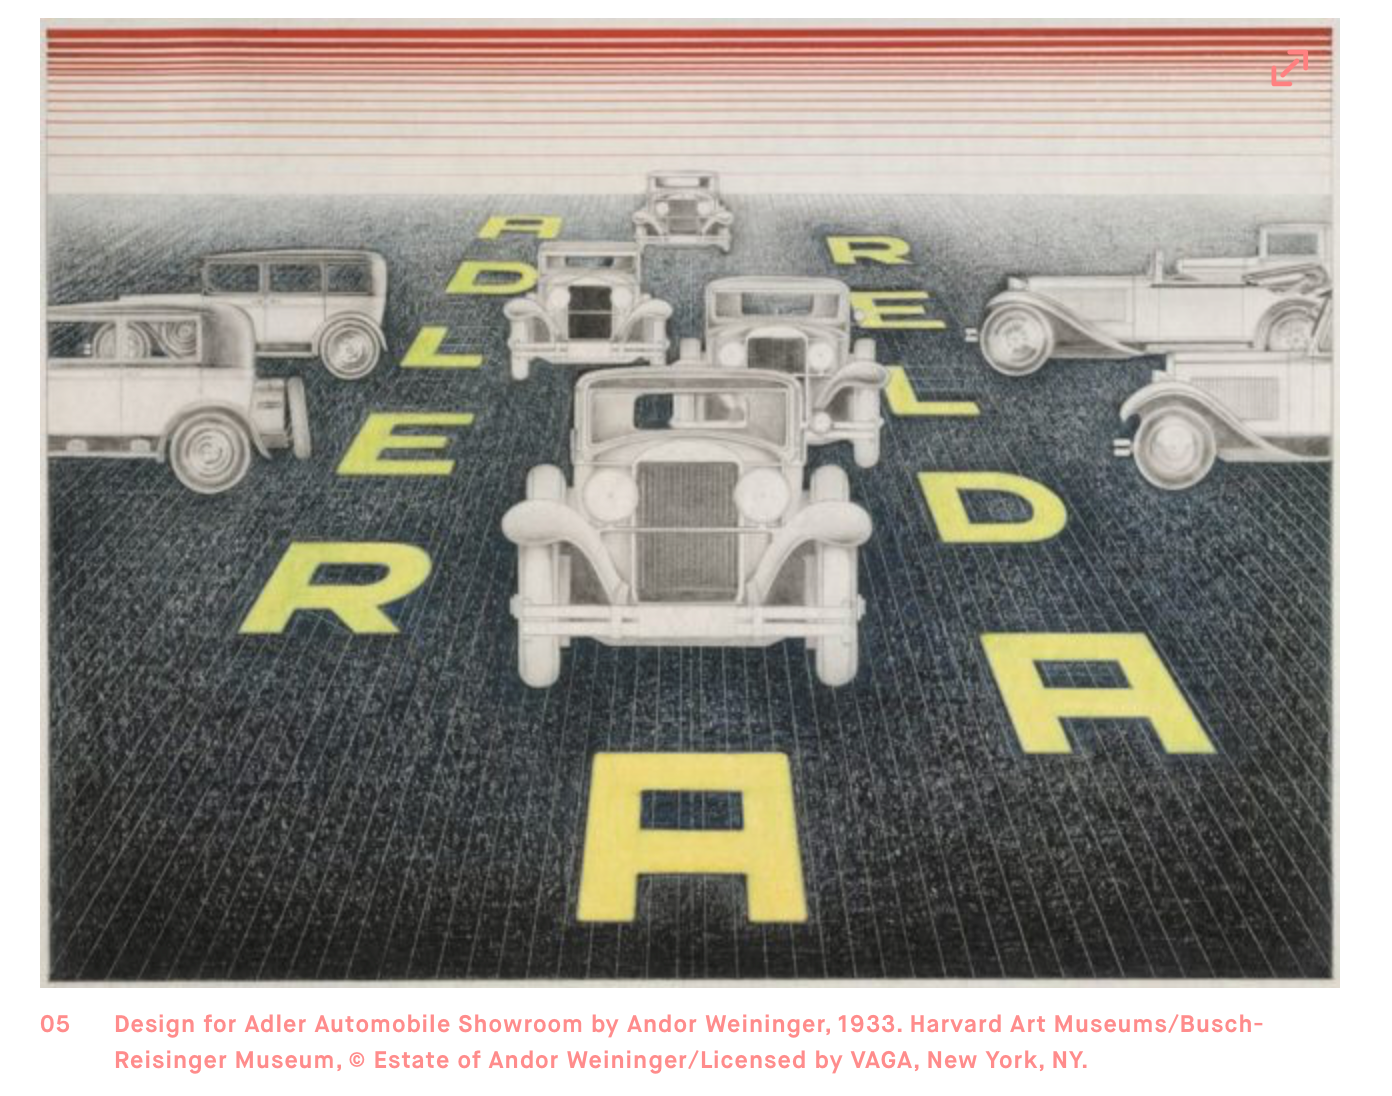 ADLER
ADLER
A
05 Design for Adler Automobile Showroom by Andor Weininger, 1933. Harvard Art Museums/Busch-
Reisinger Museum, © Estate of Andor Weininger/Licensed by VAGA, New York, NY.